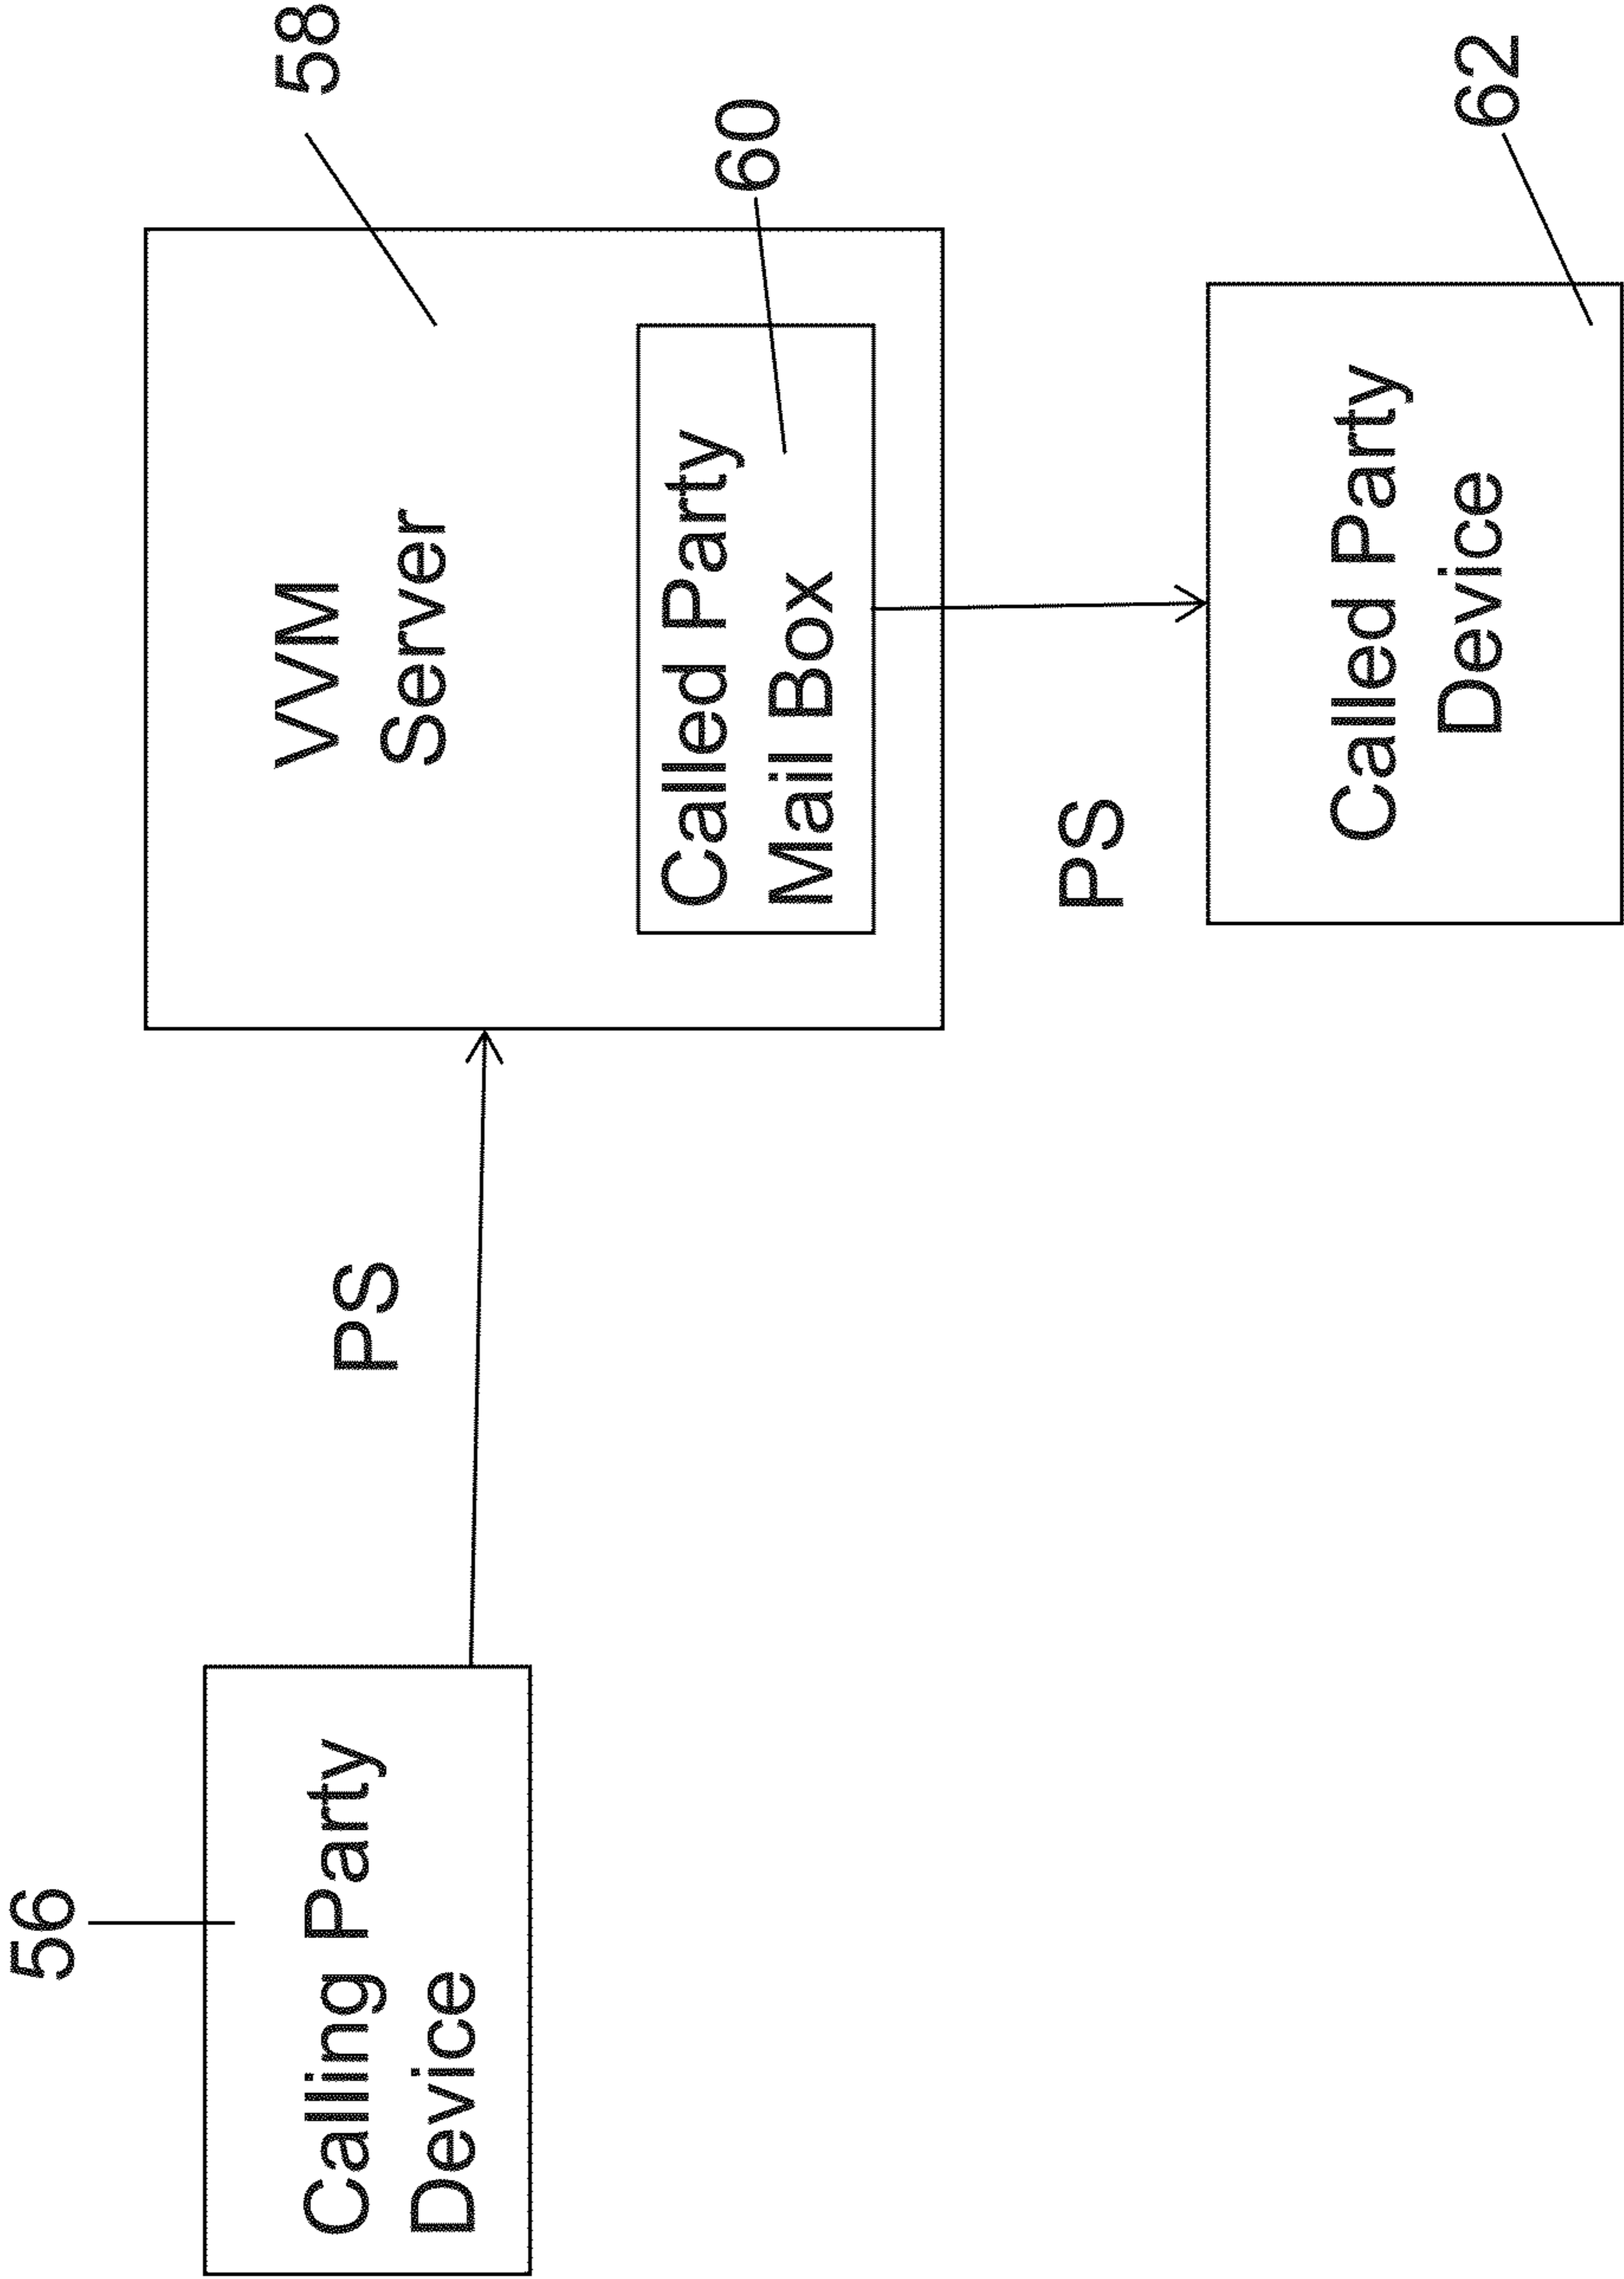 56
Calling Party
Device
PS
VVM
Server
58
Called Party
Mail Box
60
PS
Called Party
Device
62